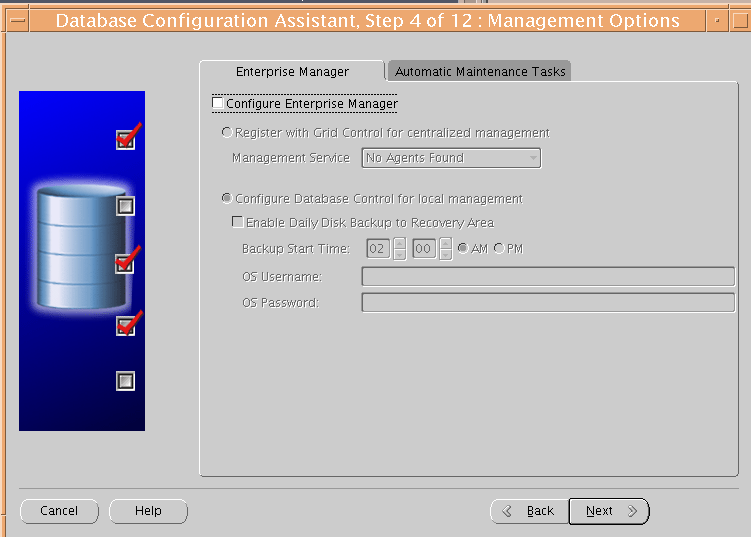 Database Configuration Assistant, Step 4 of 12 : Management Options
Enterprise Manager
Automatic Maintenance Tasks
Configure Enterprise Manager
Register with Grid Control for centralized management
Management Service No Agents Found
Configure Database Control for local management
Enable Daily Disk Backup to Recovery Area
Backup Start Time: 02 00 AM PM
OS Username:
OS Password:
Cancel Help Back Next